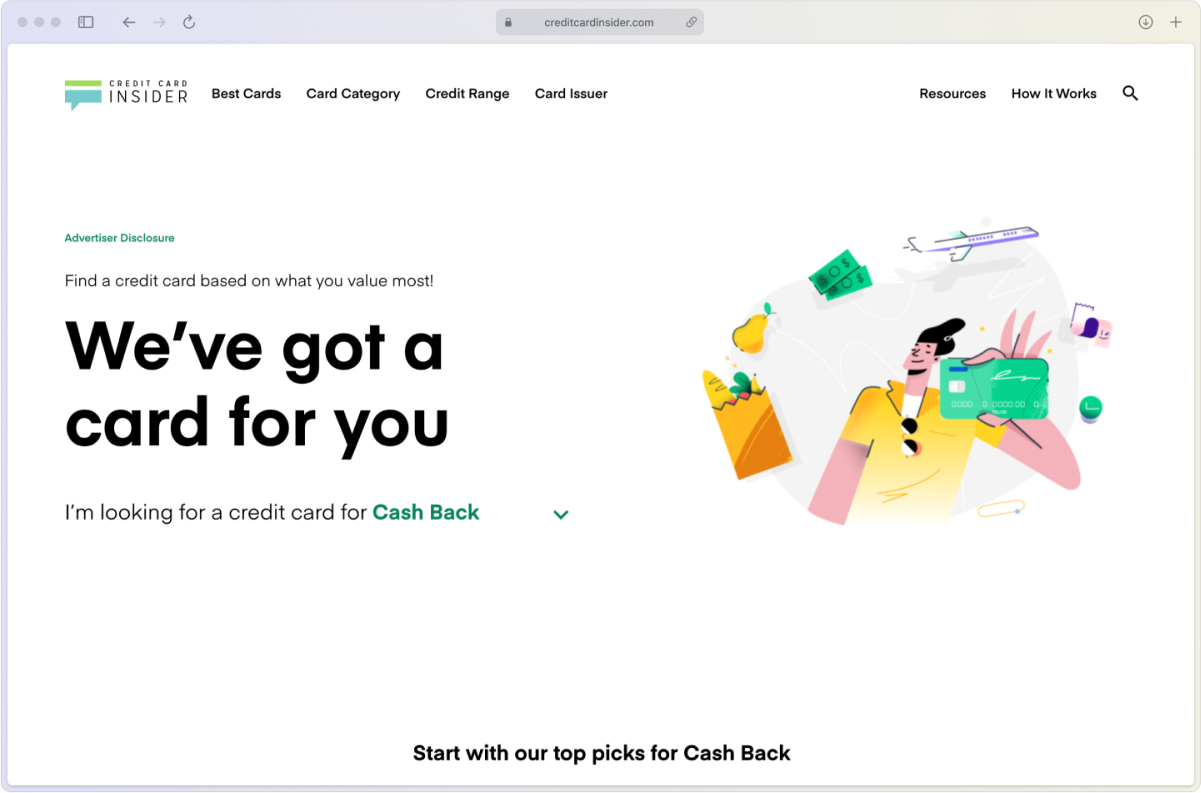 creditcardinsider.com
CREDIT CARD
INSIDER
Best Cards
Card Category
Credit Range
Card Issuer
Resources
How It Works
Advertiser Disclosure
Find a credit card based on what you value most!
We've got a
card for you
I'm looking for a credit card for Cash Back
Start with our top picks for Cash Back